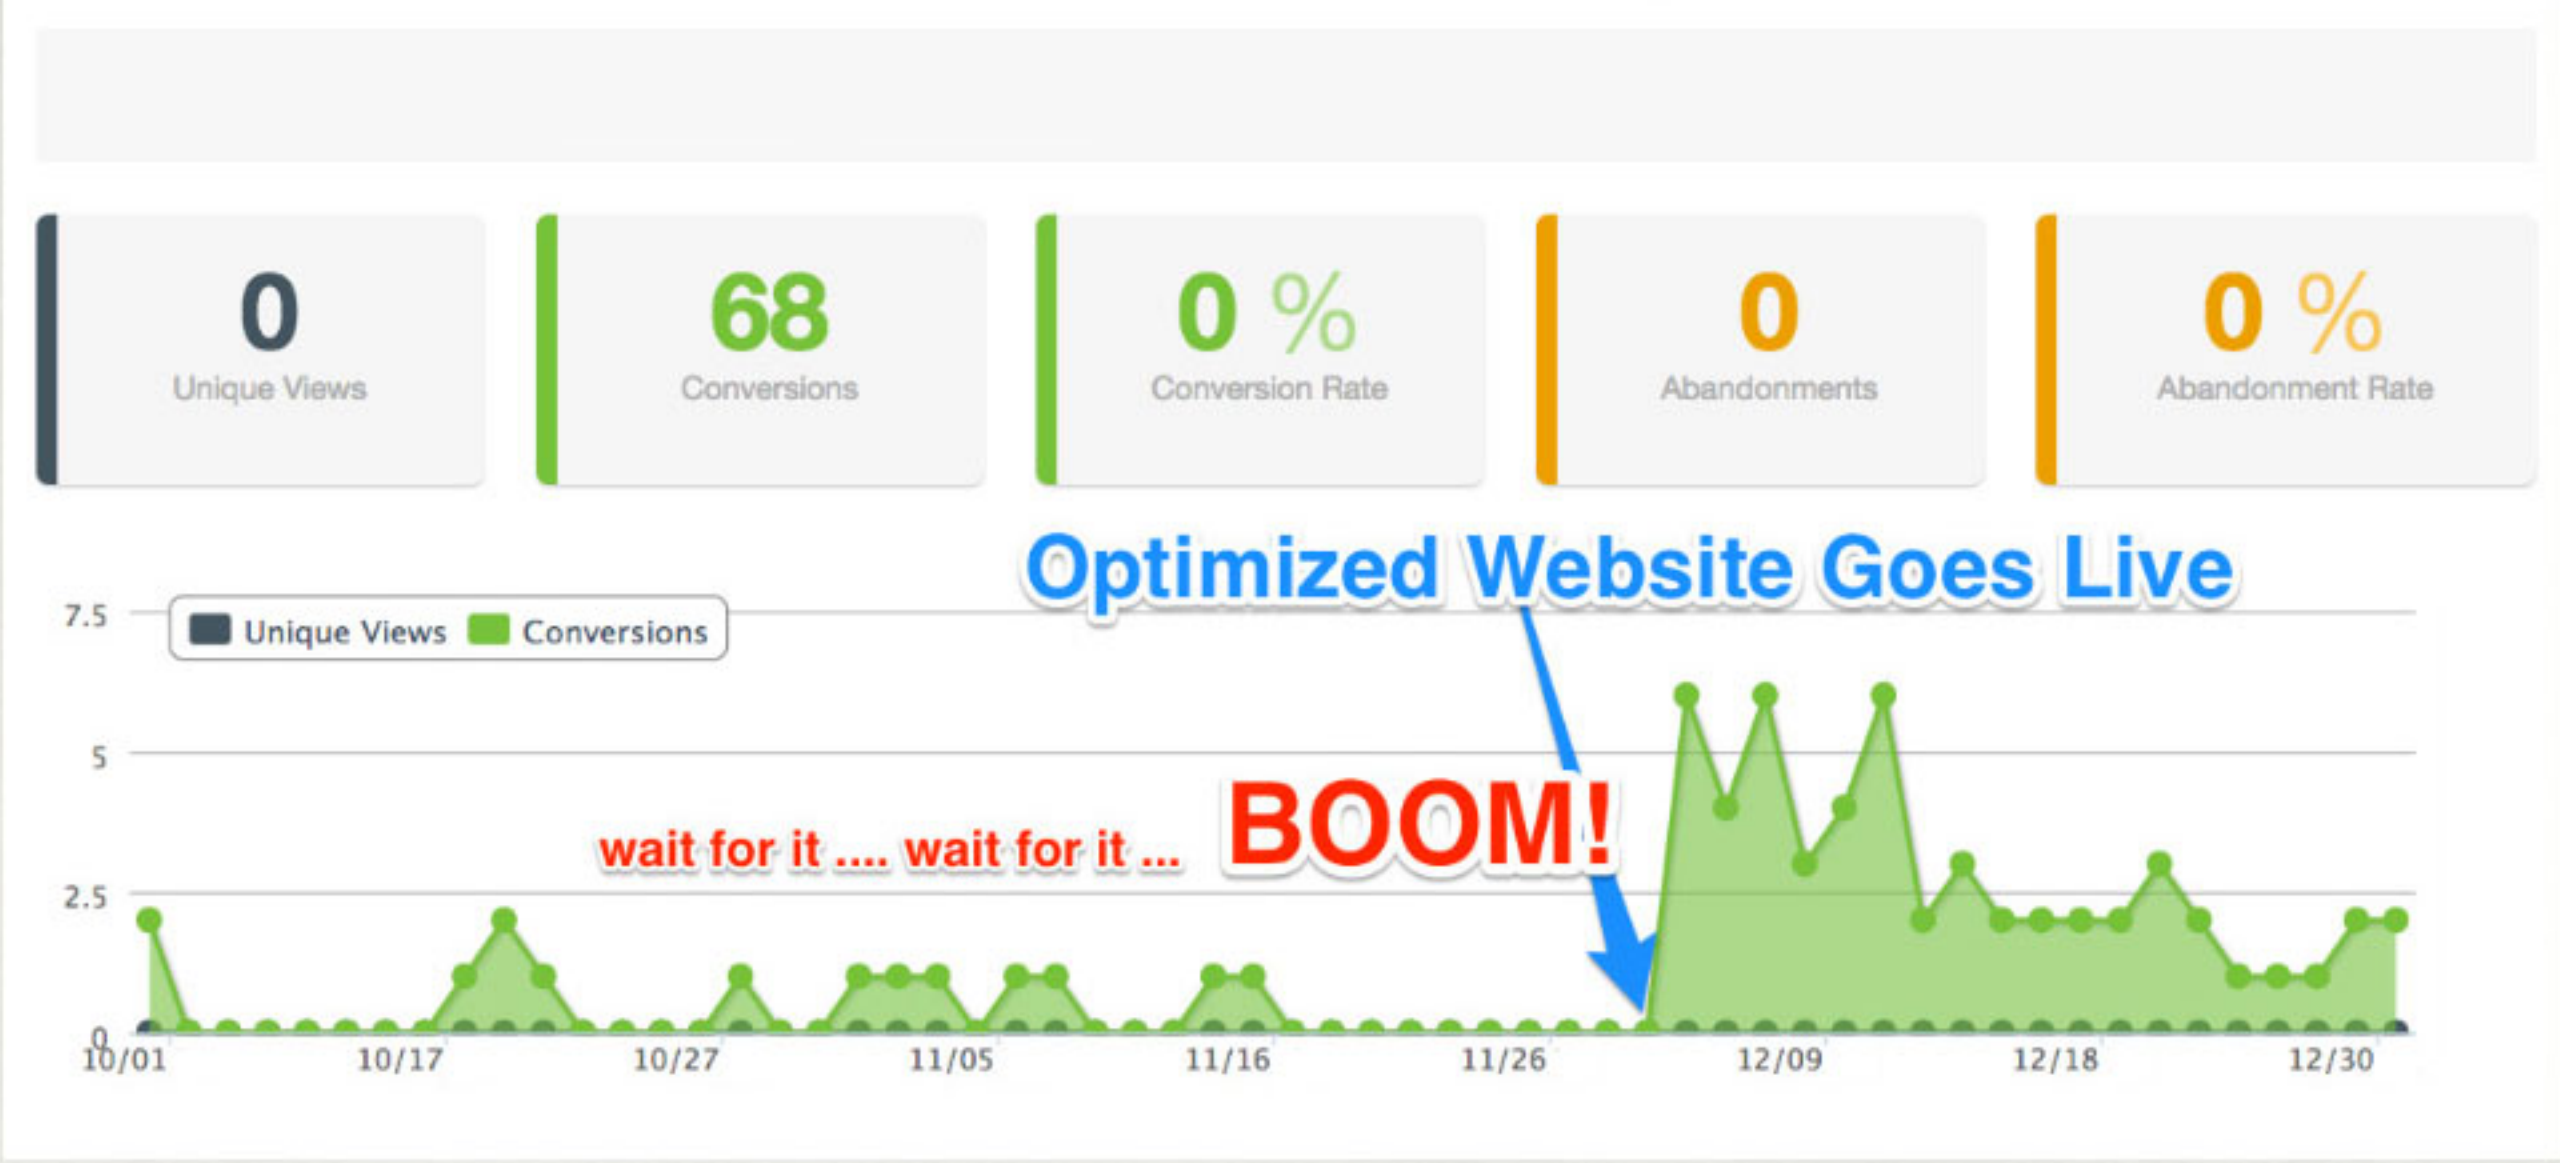 0
Unique Views
68
Conversions
0 %
Conversion Rate
0
Abandonments
0 %
Abandonment Rate
Optimized Website Goes Live
7.5
Unique Views
Conversions
5
wait for it .... wait for it ...
BOOM!
2.5
0
10/01
10/17
10/27
11/05
11/16
11/26
12/09
12/18
12/30